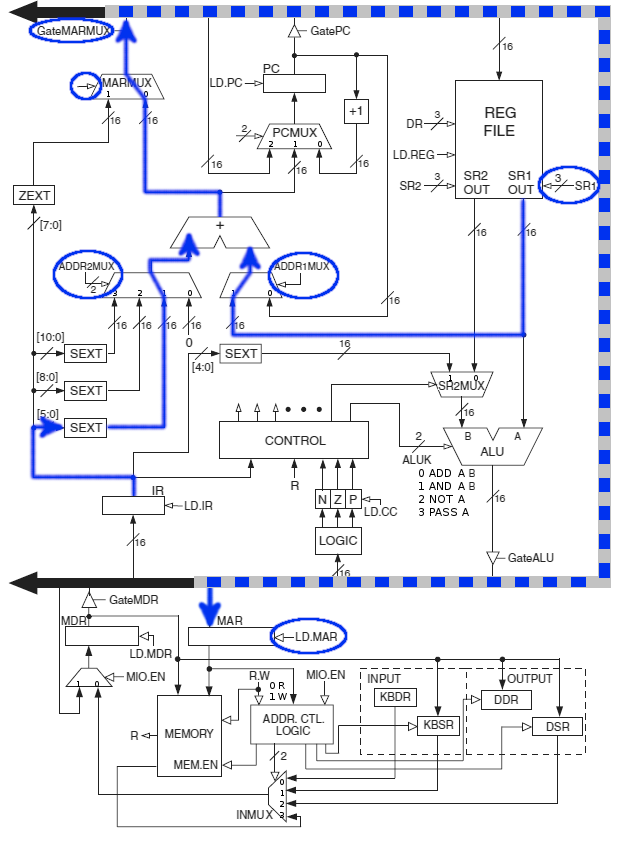 GateMARMUX
GatePC
16
MARMUX
1 0
16 16
LD.PC
PC
+1
2
PCMUX
2 1 0
16 16 16
REG
FILE
DR 3
LD.REG
SR2 3
SR2
OUT
SR1
OUT
3 SR1
16 16
ZEXT
[7:0]
+
ADDR2MUX
2
3 2 1 0
16 16 16 16
0
ADDR1MUX
1 0
16
16
[10:0]
SEXT
[8:0]
SEXT
[5:0]
SEXT
[4:0]
SEXT
16
1 0
SR2MUX
16
CONTROL
2
ALUK
B A
ALU
0 ADD A B
1 AND A B
2 NOT A
3 PASS A
16
GateALU
IR
LD.IR
16
R
N Z P
LD.CC
LOGIC
16
GateMDR
MDR
LD.MDR
MIO.EN
1 0
MAR
LD.MAR
R.W
0 R
1 W
MIO.EN
R
MEMORY
MEM.EN
ADDR. CTL.
LOGIC
2
INPUT
KBDR
KBSR
OUTPUT
DDR
DSR
INMUX
0
1
2
3